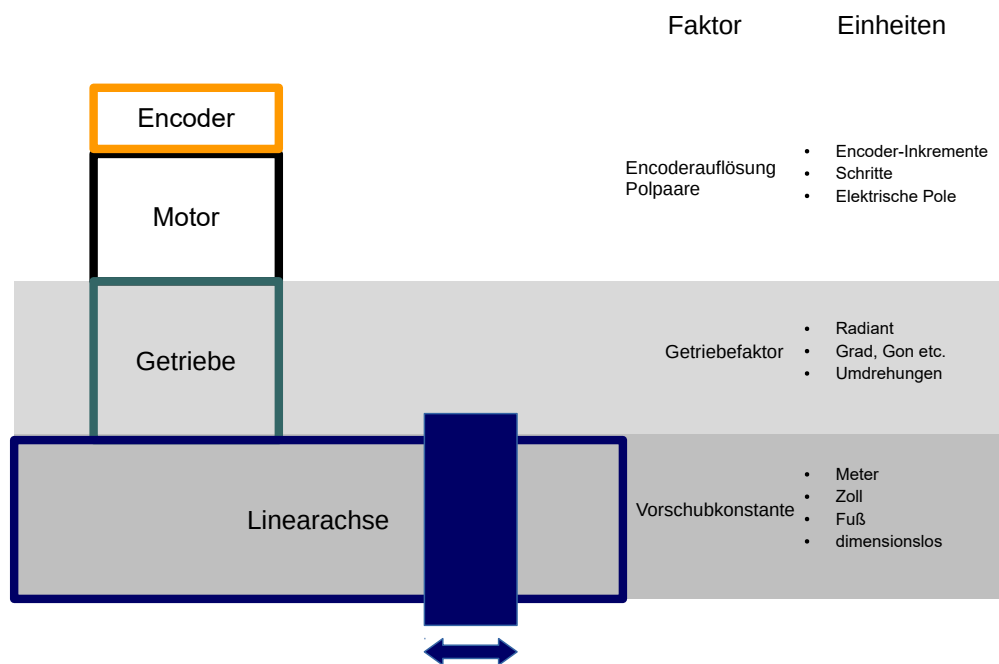 Faktor
Einheiten
Encoder
Motor
Encoderauflösung
Polpaare
• Encoder-Inkremente
• Schritte
• Elektrische Pole
Getriebe
Getriebefaktor
• Radiant
• Grad, Gon etc.
• Umdrehungen
Linearachse
Vorschubkonstante
• Meter
• Zoll
• Fuß
• dimensionslos